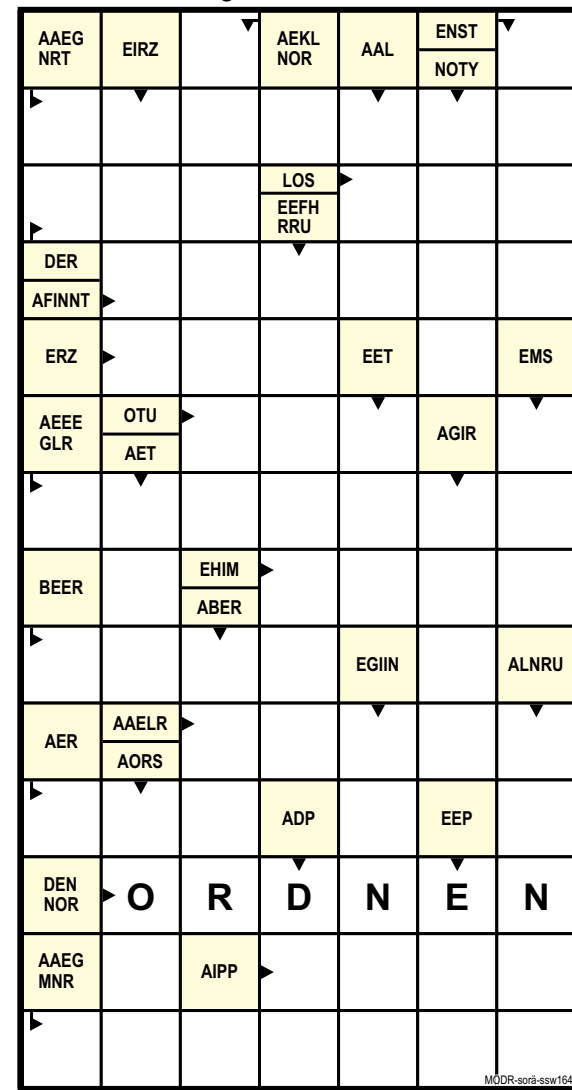 AAEG
NRT
EIRZ
AEKL
NOR
AAL
ENST
NOTY
LOS
EEFH
RRU
DER
AFINNT
ERZ
EET
EMS
AEEE
GLR
OTU
AET
AGIR
BEER
EHIM
ABER
EGIIN
ALNRU
AER
AAELR
AORS
ADP
EEP
DEN
NOR
O R D N E N
AAEG
MNR
AIPP
MODR-sorä-ssw164